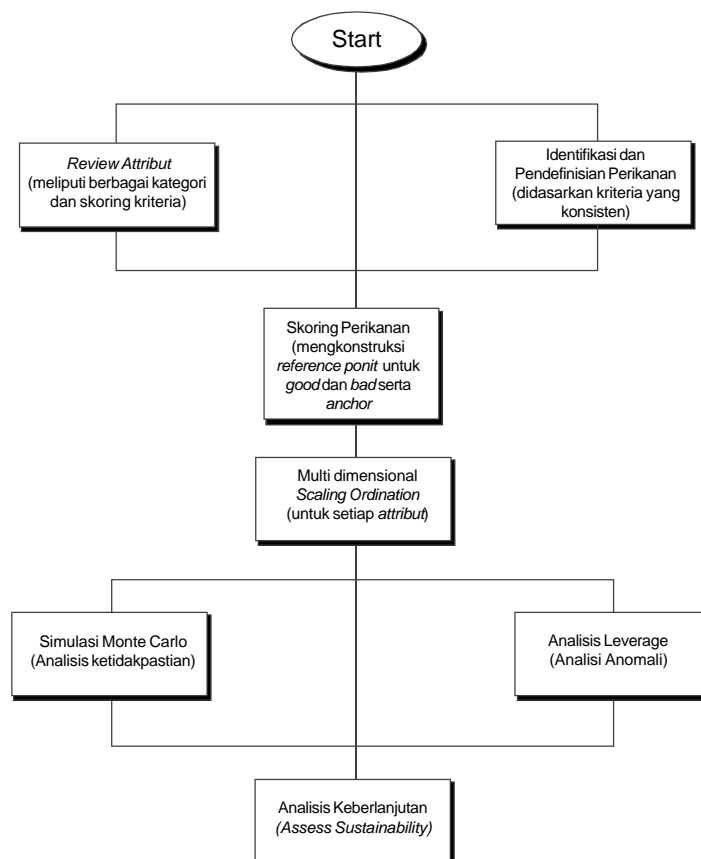 Start
Review Attribut
(meliputi berbagai kategori
dan skoring kriteria)
Identifikasi dan
Pendefinisian Perikanan
(didasarkan kriteria yang
konsisten)
Skoring Perikanan
(mengkonstruksi
reference ponit untuk
good dan bad serta
anchor
Multi dimensional
Scaling Ordination
(untuk setiap attribut)
Simulasi Monte Carlo
(Analisis ketidakpastian)
Analisis Leverage
(Analisi Anomali)
Analisis Keberlanjutan
(Assess Sustainability)